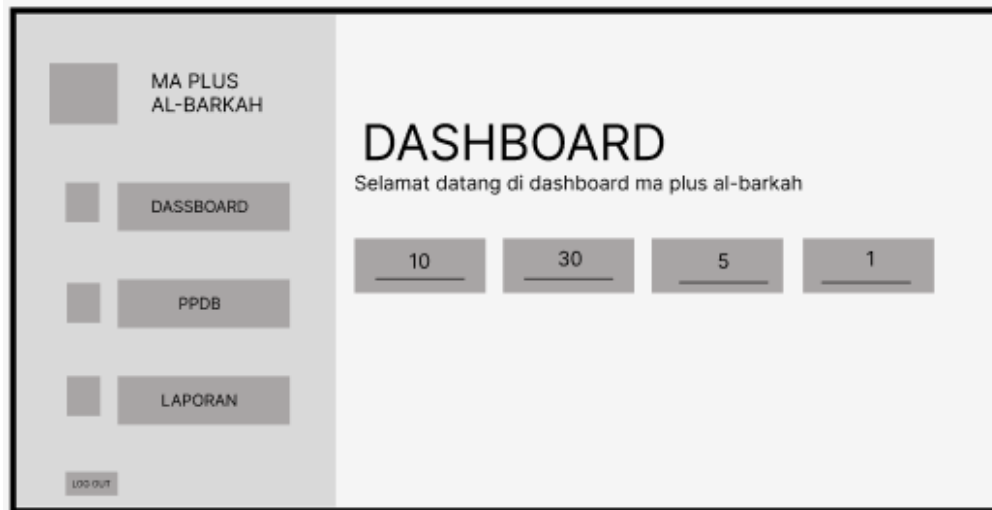 MA PLUS
AL-BARKAH
DASSBOARD
PPDB
LAPORAN
LOG OUT
DASHBOARD
Selamat datang di dashboard ma plus al-barkah
10
30
5
1